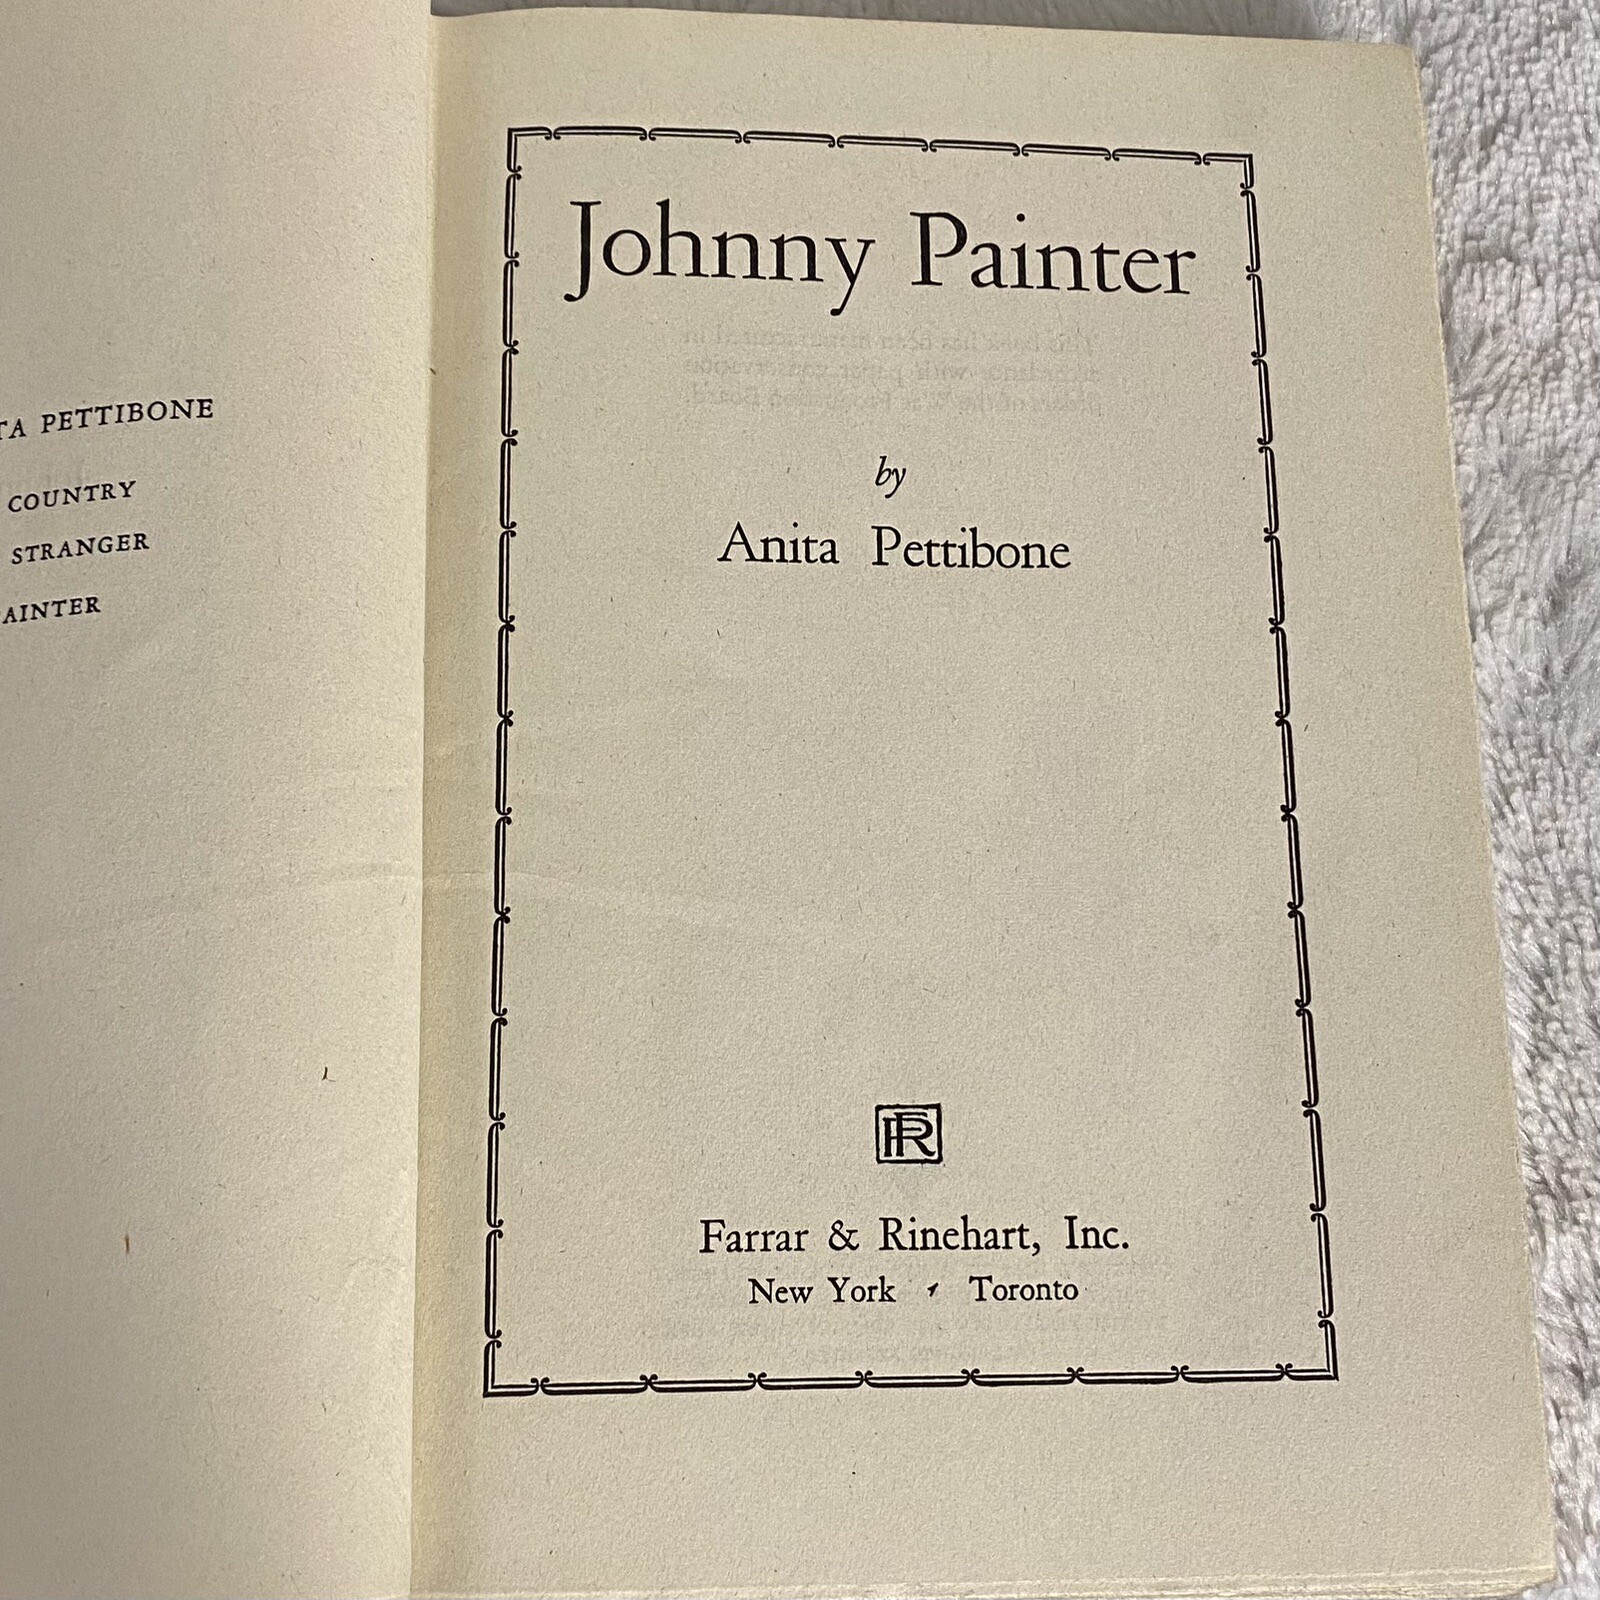 TA PETTIBONE
COUNTRY
STRANGER
AINTER
Johnny Painter
by
Anita Pettibone
FR
Farrar & Rinehart, Inc.
New York · Toronto